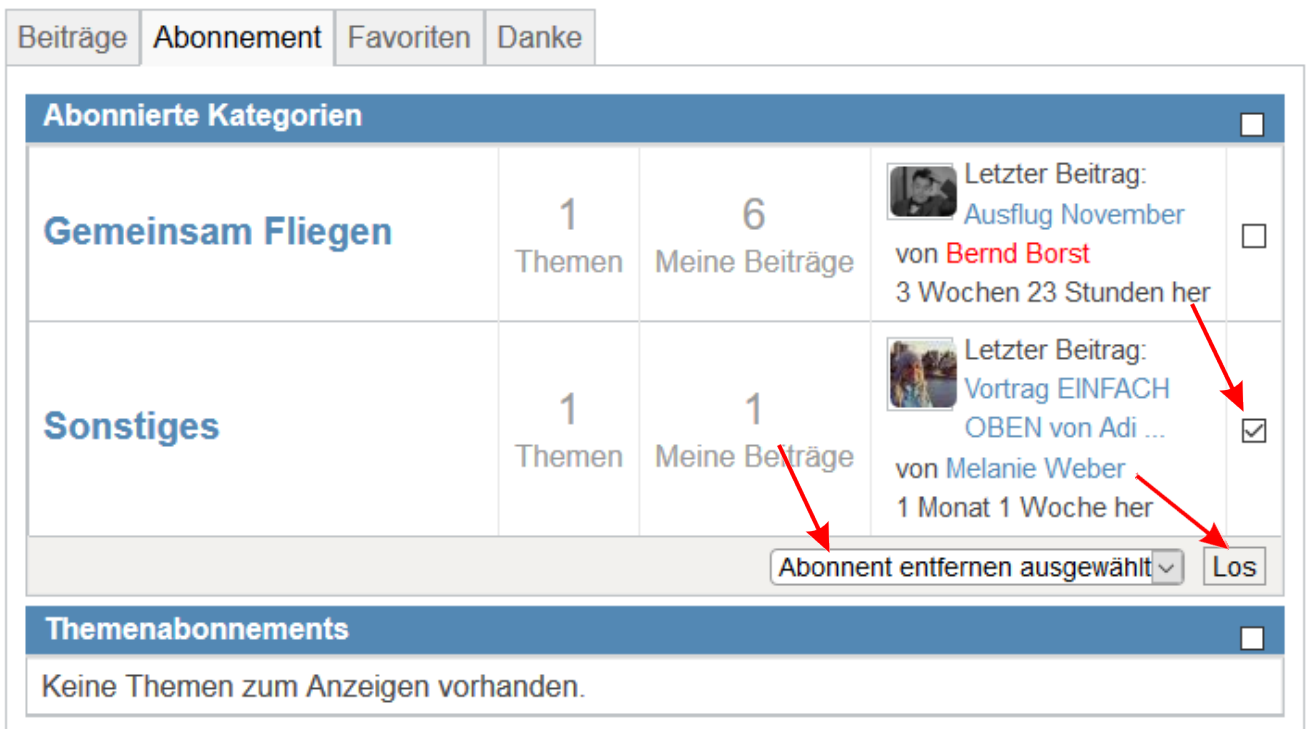 Beiträge Abonnement Favoriten Danke
Abonnierte Kategorien
Gemeinsam Fliegen
1
Themen
6
Meine Beiträge
Letzter Beitrag:
Ausflug November
von Bernd Borst
3 Wochen 23 Stunden her
Sonstiges
1
Themen
1
Meine Beiträge
Letzter Beitrag:
Vortrag EINFACH
OBEN von Adi ...
von Melanie Weber
1 Monat 1 Woche her
Abonnent entfernen ausgewählt Los
Themenabonnements
Keine Themen zum Anzeigen vorhanden.